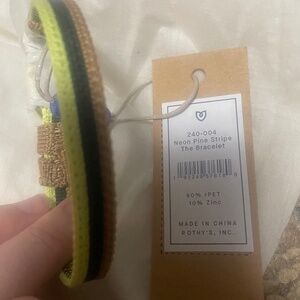 240-004
Neon Pine Stripe
The Bracelet
90% rPET
10% Zinc
MADE IN CHINA
ROTHY'S, INC.